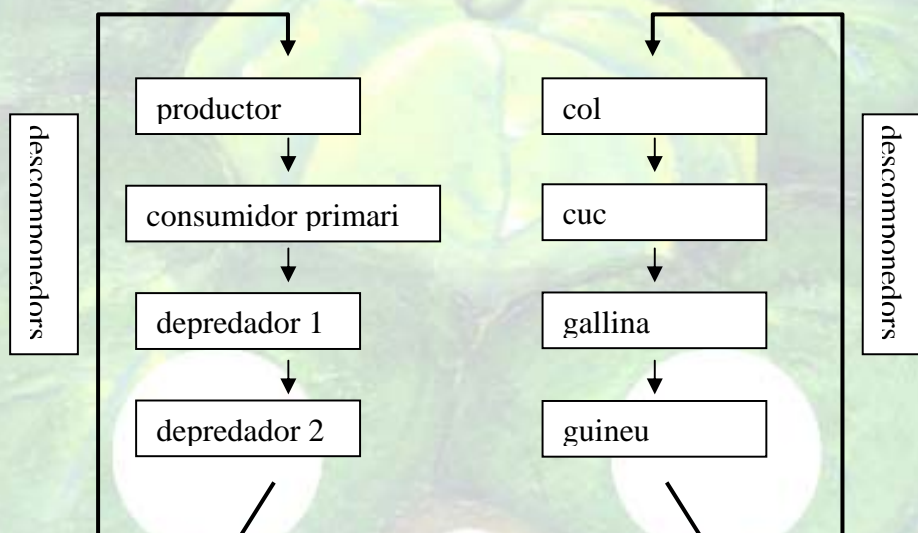 productor
consumidor primari
depredador 1
depredador 2
descomponedors
col
cuc
gallina
guineu
descomponedors